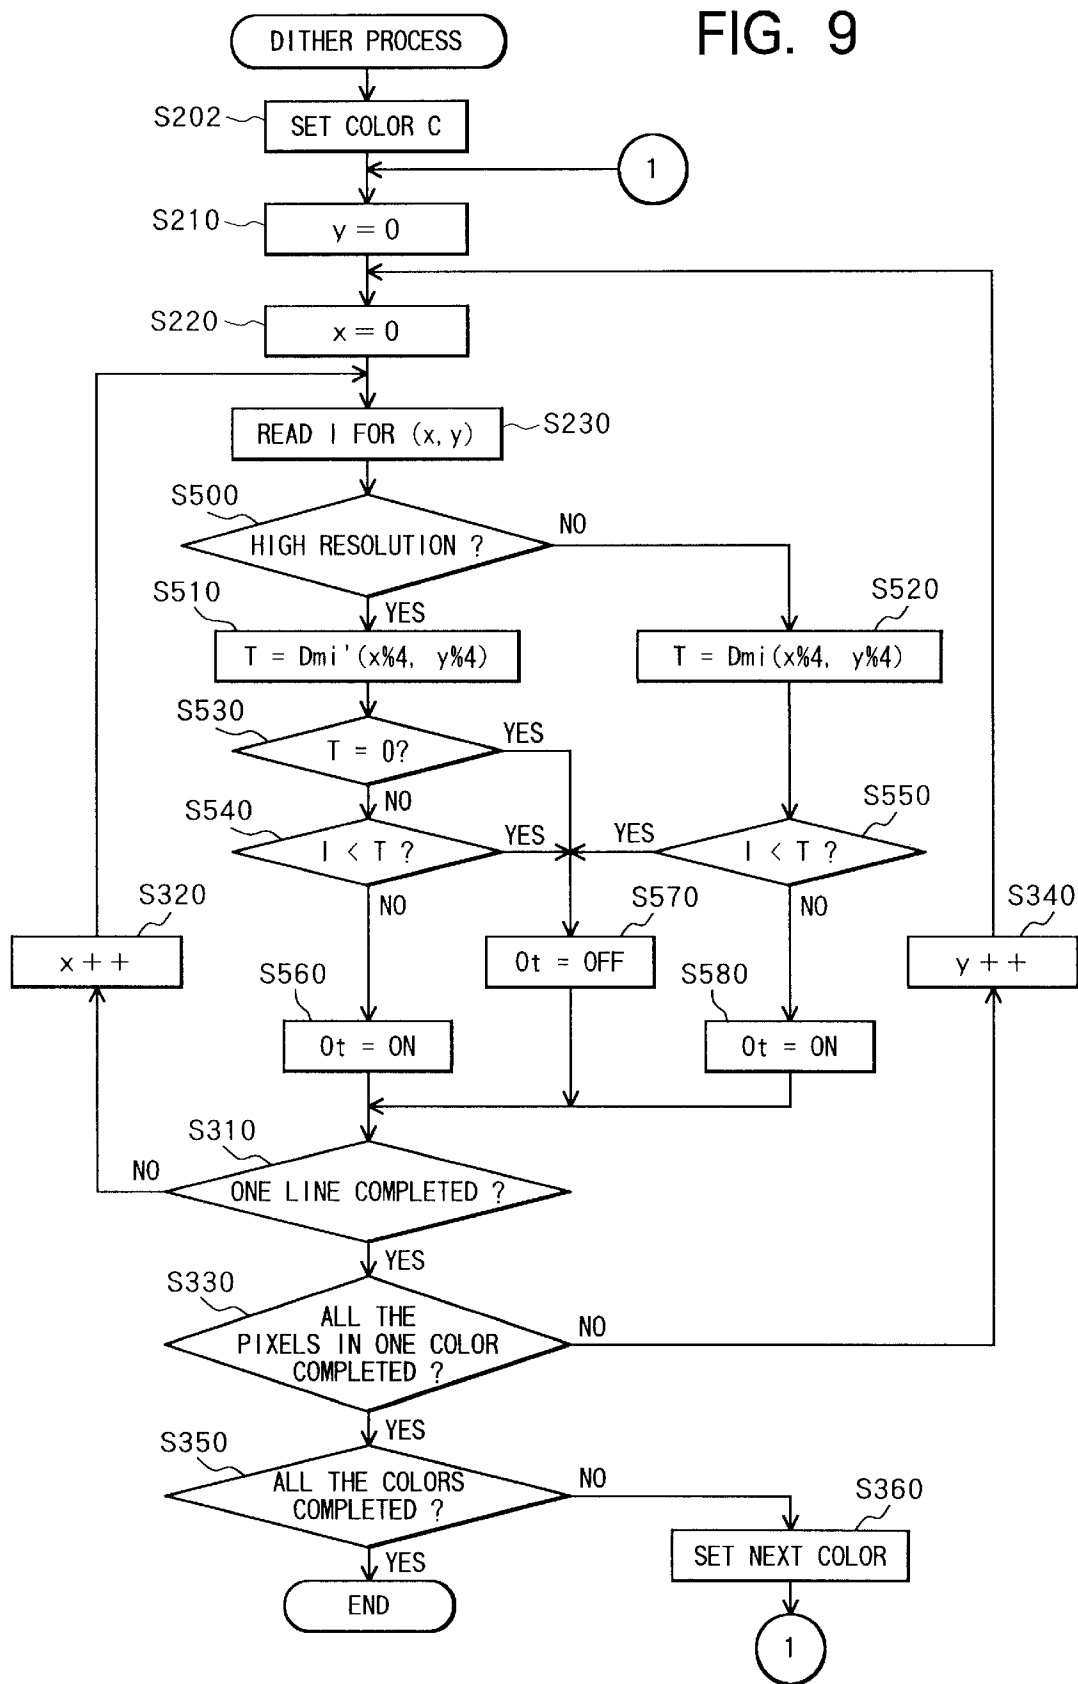 FIG. 9
DITHER PROCESS
S202
SET COLOR C
1
S210
y = 0
S220
x = 0
READ I FOR (x, y)
S230
S500
HIGH RESOLUTION ?
NO
S510
YES
S520
T = Dmi'(x%4, y%4)
T = Dmi(x%4, y%4)
S530
T = 0?
YES
NO
S540
I < T ?
YES
YES
S550
I < T ?
NO
NO
S320
x + +
S570
Ot = OFF
S340
y + +
S560
Ot = ON
S580
Ot = ON
S310
NO
ONE LINE COMPLETED ?
YES
S330
ALL THE
PIXELS IN ONE COLOR
COMPLETED ?
NO
YES
S350
ALL THE COLORS
COMPLETED ?
NO
S360
SET NEXT COLOR
YES
END
1